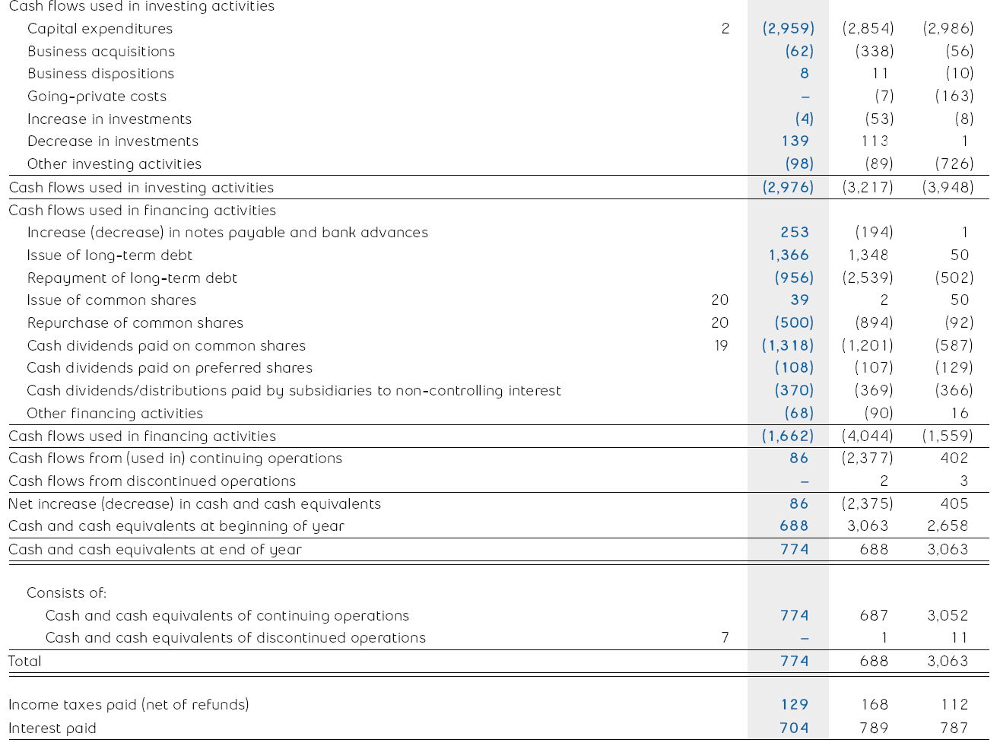 Cash flows used in investing activities
Capital expenditures 2 (2,959) (2,854) (2,986)
Business acquisitions (62) (338) (56)
Business dispositions 8 11 (10)
Going-private costs – (7) (163)
Increase in investments (4) (53) (8)
Decrease in investments 139 113 1
Other investing activities (98) (89) (726)
Cash flows used in investing activities (2,976) (3,217) (3,948)
Cash flows used in financing activities
Increase (decrease) in notes payable and bank advances 253 (194) 1
Issue of long-term debt 1,366 1,348 50
Repayment of long-term debt (956) (2,539) (502)
Issue of common shares 20 39 2 50
Repurchase of common shares 20 (500) (894) (92)
Cash dividends paid on common shares 19 (1,318) (1,201) (587)
Cash dividends paid on preferred shares (108) (107) (129)
Cash dividends/distributions paid by subsidiaries to non-controlling interest (370) (369) (366)
Other financing activities (68) (90) 16
Cash flows used in financing activities (1,662) (4,044) (1,559)
Cash flows from (used in) continuing operations 86 (2,377) 402
Cash flows from discontinued operations – 2 3
Net increase (decrease) in cash and cash equivalents 86 (2,375) 405
Cash and cash equivalents at beginning of year 688 3,063 2,658
Cash and cash equivalents at end of year 774 688 3,063
Consists of:
Cash and cash equivalents of continuing operations 774 687 3,052
Cash and cash equivalents of discontinued operations 7 – 1 11
Total 774 688 3,063
Income taxes paid (net of refunds) 129 168 112
Interest paid 704 789 787